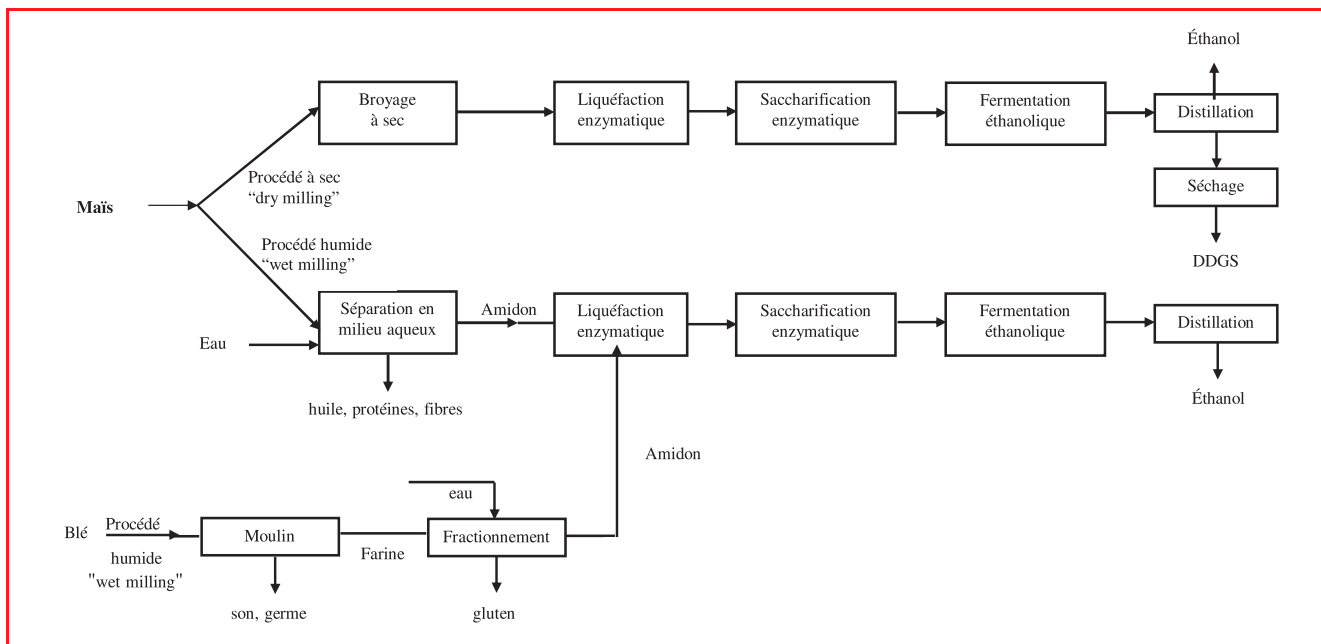 Éthanol
Broyage
à sec
Liquéfaction
enzymatique
Saccharification
enzymatique
Fermentation
éthanolique
Distillation
Procédé à sec
“dry milling”
Séchage
Maïs
Procédé humide
“wet milling”
DDGS
Séparation en
milieu aqueux
Amidon
Liquéfaction
enzymatique
Saccharification
enzymatique
Fermentation
éthanolique
Distillation
Eau
huile, protéines, fibres
Éthanol
Amidon
eau
Blé
Procédé
humide
"wet milling"
Moulin
Farine
Fractionnement
son, germe
gluten